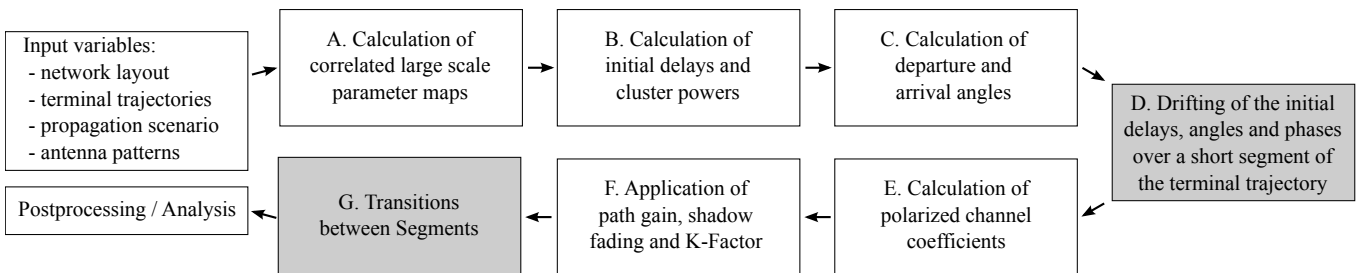 Input variables:
- network layout
- terminal trajectories
- propagation scenario
- antenna patterns
A. Calculation of
correlated large scale
parameter maps
B. Calculation of
initial delays and
cluster powers
C. Calculation of
departure and
arrival angles
D. Drifting of the initial
delays, angles and phases
over a short segment of
the terminal trajectory
E. Calculation of
polarized channel
coefficients
F. Application of
path gain, shadow
fading and K-Factor
G. Transitions
between Segments
Postprocessing / Analysis